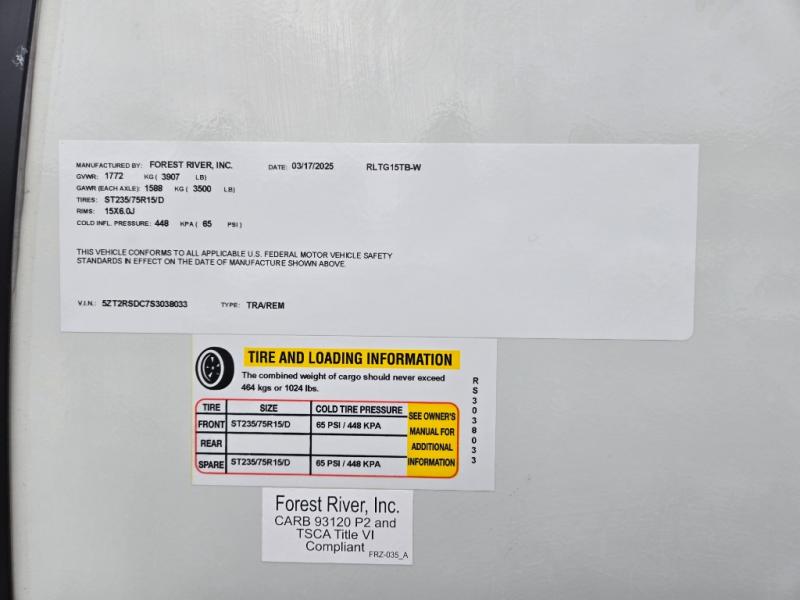 MANUFACTURED BY: FOREST RIVER, INC. DATE: 03/17/2025 RLTG15TB-W
GVWR: 1772 KG ( 3907 LB)
GAWR (EACH AXLE): 1588 KG ( 3500 LB)
TIRES: ST235/75R15/D
RIMS: 15X6.0J
COLD INFL. PRESSURE: 448 KPA ( 65 PSI )
THIS VEHICLE CONFORMS TO ALL APPLICABLE U.S. FEDERAL MOTOR VEHICLE SAFETY
STANDARDS IN EFFECT ON THE DATE OF MANUFACTURE SHOWN ABOVE.
V.I.N.: 5ZT2RSDC7S3038033 TYPE: TRA/REM
TIRE AND LOADING INFORMATION
The combined weight of cargo should never exceed
464 kgs or 1024 lbs.
TIRE SIZE COLD TIRE PRESSURE
FRONT ST235/75R15/D 65 PSI / 448 KPA
REAR
SPARE ST235/75R15/D 65 PSI / 448 KPA
SEE OWNER'S
MANUAL FOR
ADDITIONAL
INFORMATION
RS3038033
Forest River, Inc.
CARB 93120 P2 and
TSCA Title VI
Compliant
FRZ-035_A